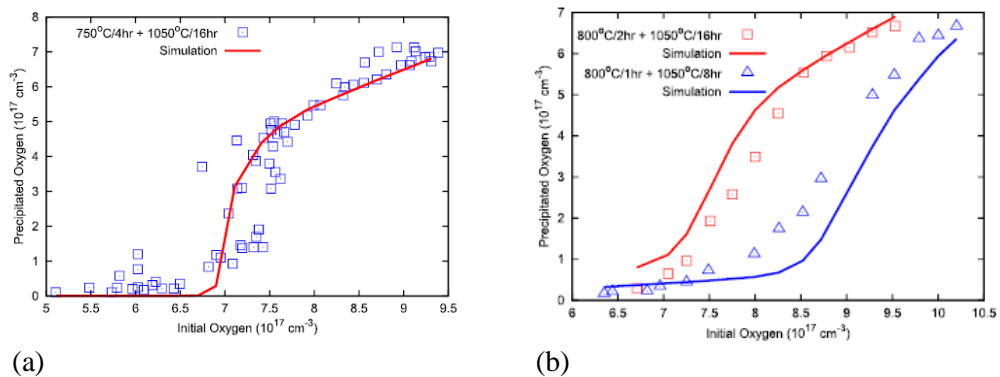 (a)
Precipitated Oxygen (10¹⁷ cm⁻³)
8
7
6
5
4
3
2
1
0
750°C/4hr + 1050°C/16hr
Simulation
5 5.5 6 6.5 7 7.5 8 8.5 9 9.5
Initial Oxygen (10¹⁷ cm⁻³)
(b)
Precipitated Oxygen (10¹⁷ cm⁻³)
7
6
5
4
3
2
1
0
800°C/2hr + 1050°C/16hr
Simulation
800°C/1hr + 1050°C/8hr
Simulation
6 6.5 7 7.5 8 8.5 9 9.5 10 10.5
Initial Oxygen (10¹⁷ cm⁻³)